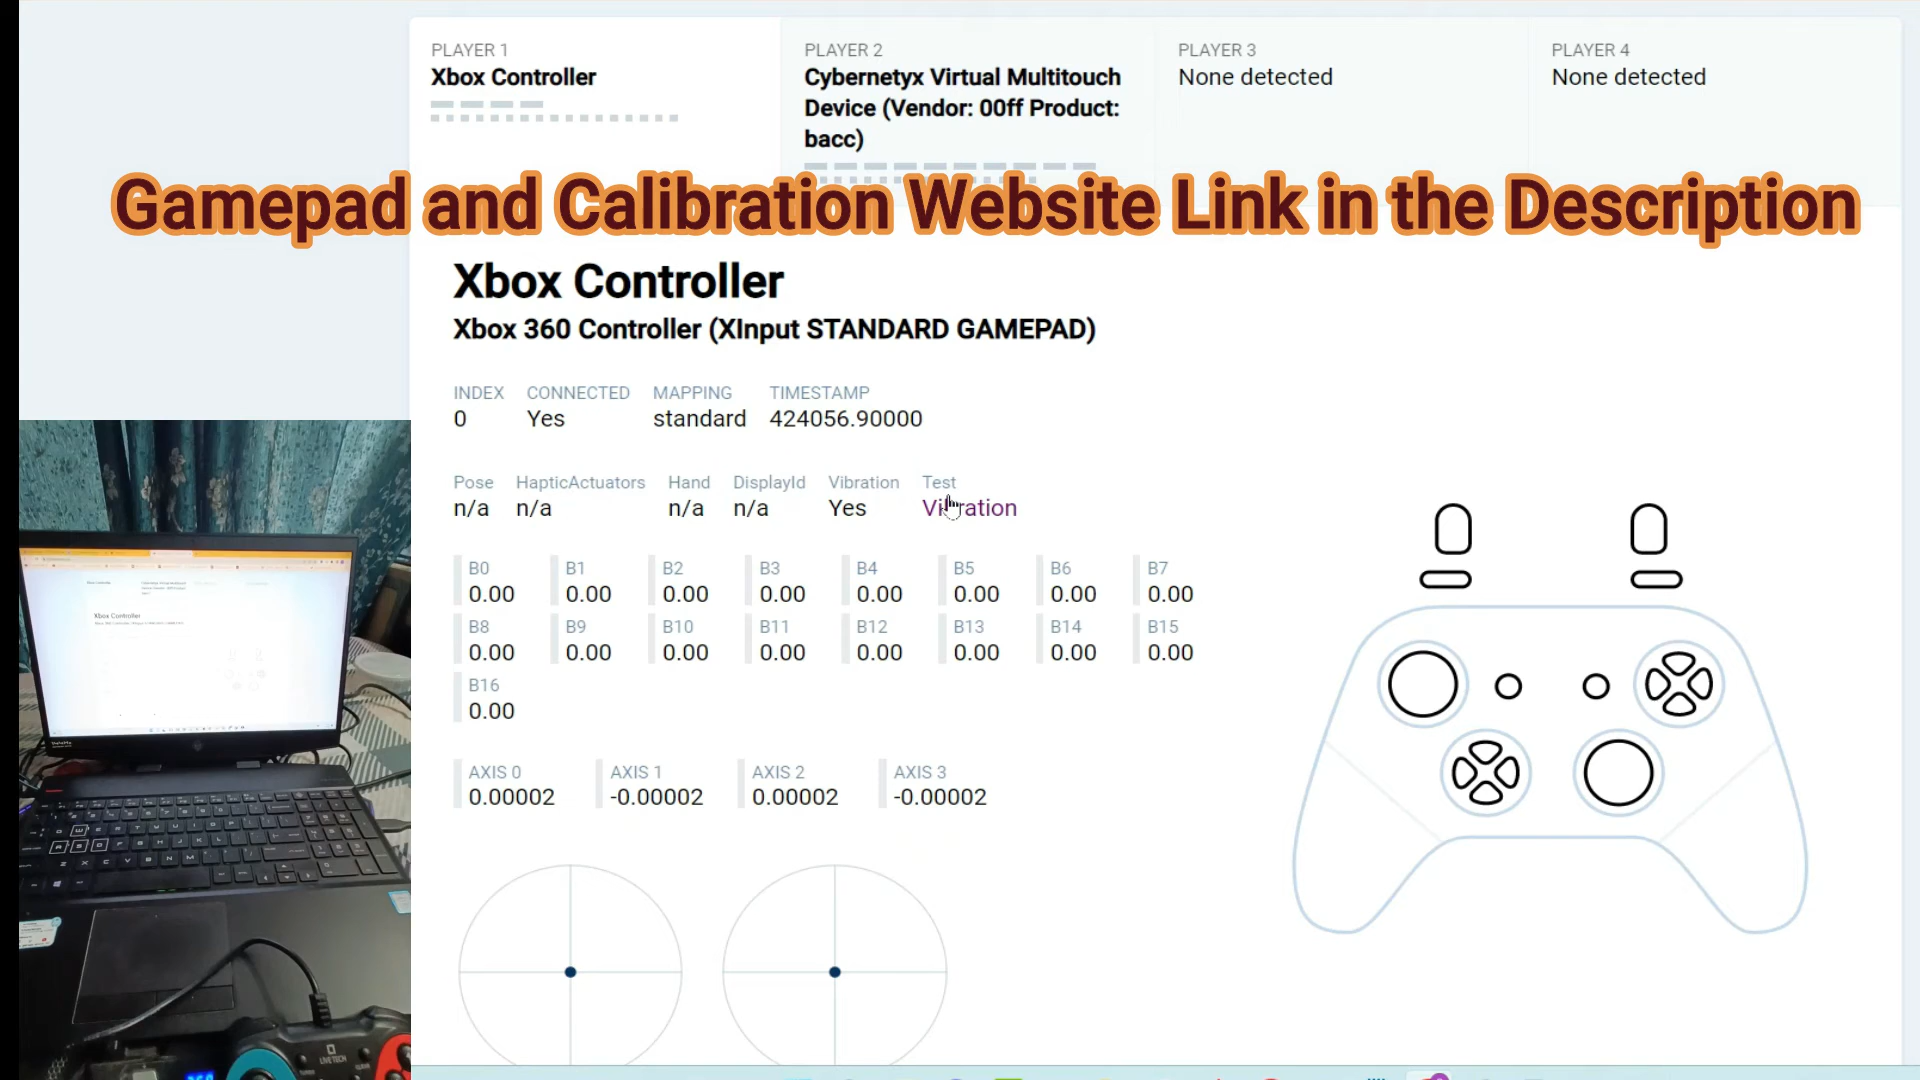 PLAYER 1
Xbox Controller
PLAYER 2
Cybernetyx Virtual Multitouch
Device (Vendor: 00ff Product:
bacc)
PLAYER 3
None detected
PLAYER 4
None detected
Gamepad and Calibration Website Link in the Description
Xbox Controller
Xbox 360 Controller (XInput STANDARD GAMEPAD)
INDEX CONNECTED MAPPING TIMESTAMP
0 Yes standard 424056.90000
Pose HapticActuators Hand DisplayId Vibration Test
n/a n/a n/a n/a Yes Vibration
B0 B1 B2 B3 B4 B5 B6 B7
0.00 0.00 0.00 0.00 0.00 0.00 0.00 0.00
B8 B9 B10 B11 B12 B13 B14 B15
0.00 0.00 0.00 0.00 0.00 0.00 0.00 0.00
B16
0.00
AXIS 0 AXIS 1 AXIS 2 AXIS 3
0.00002 -0.00002 0.00002 -0.00002
Xbox Controller
LIVE TECH